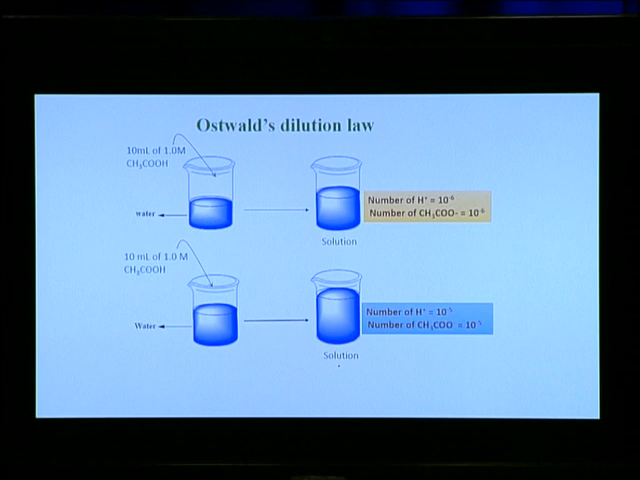 Ostwald's dilution law
10mL of 1.0M
CH₃COOH
water
Number of H⁺ = 10⁻⁶
Number of CH₃COO- = 10⁻⁶
Solution
10 mL of 1.0 M
CH₃COOH
Water
Number of H⁺ = 10⁻⁵
Number of CH₃COO = 10⁻⁵
Solution